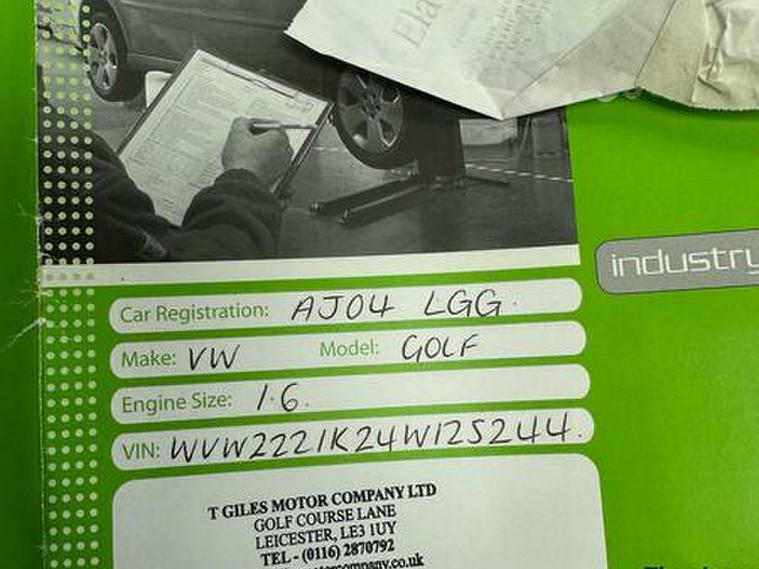 industry
Car Registration: AJ04 LGG.
Make: VW Model: GOLF
Engine Size: 1.6.
VIN: WVWZZZ1KZ4W125244.
T GILES MOTOR COMPANY LTD
GOLF COURSE LANE
LEICESTER, LE3 1UY
TEL - (0116) 2870792